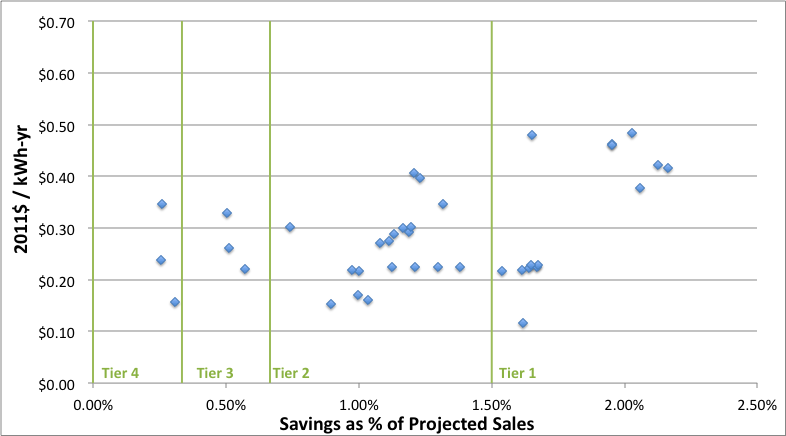 $0.70
$0.60
$0.50
$0.40
$0.30
$0.20
$0.10
$0.00
2011$ / kWh-yr
Tier 4 Tier 3 Tier 2 Tier 1
0.00% 0.50% 1.00% 1.50% 2.00% 2.50%
Savings as % of Projected Sales